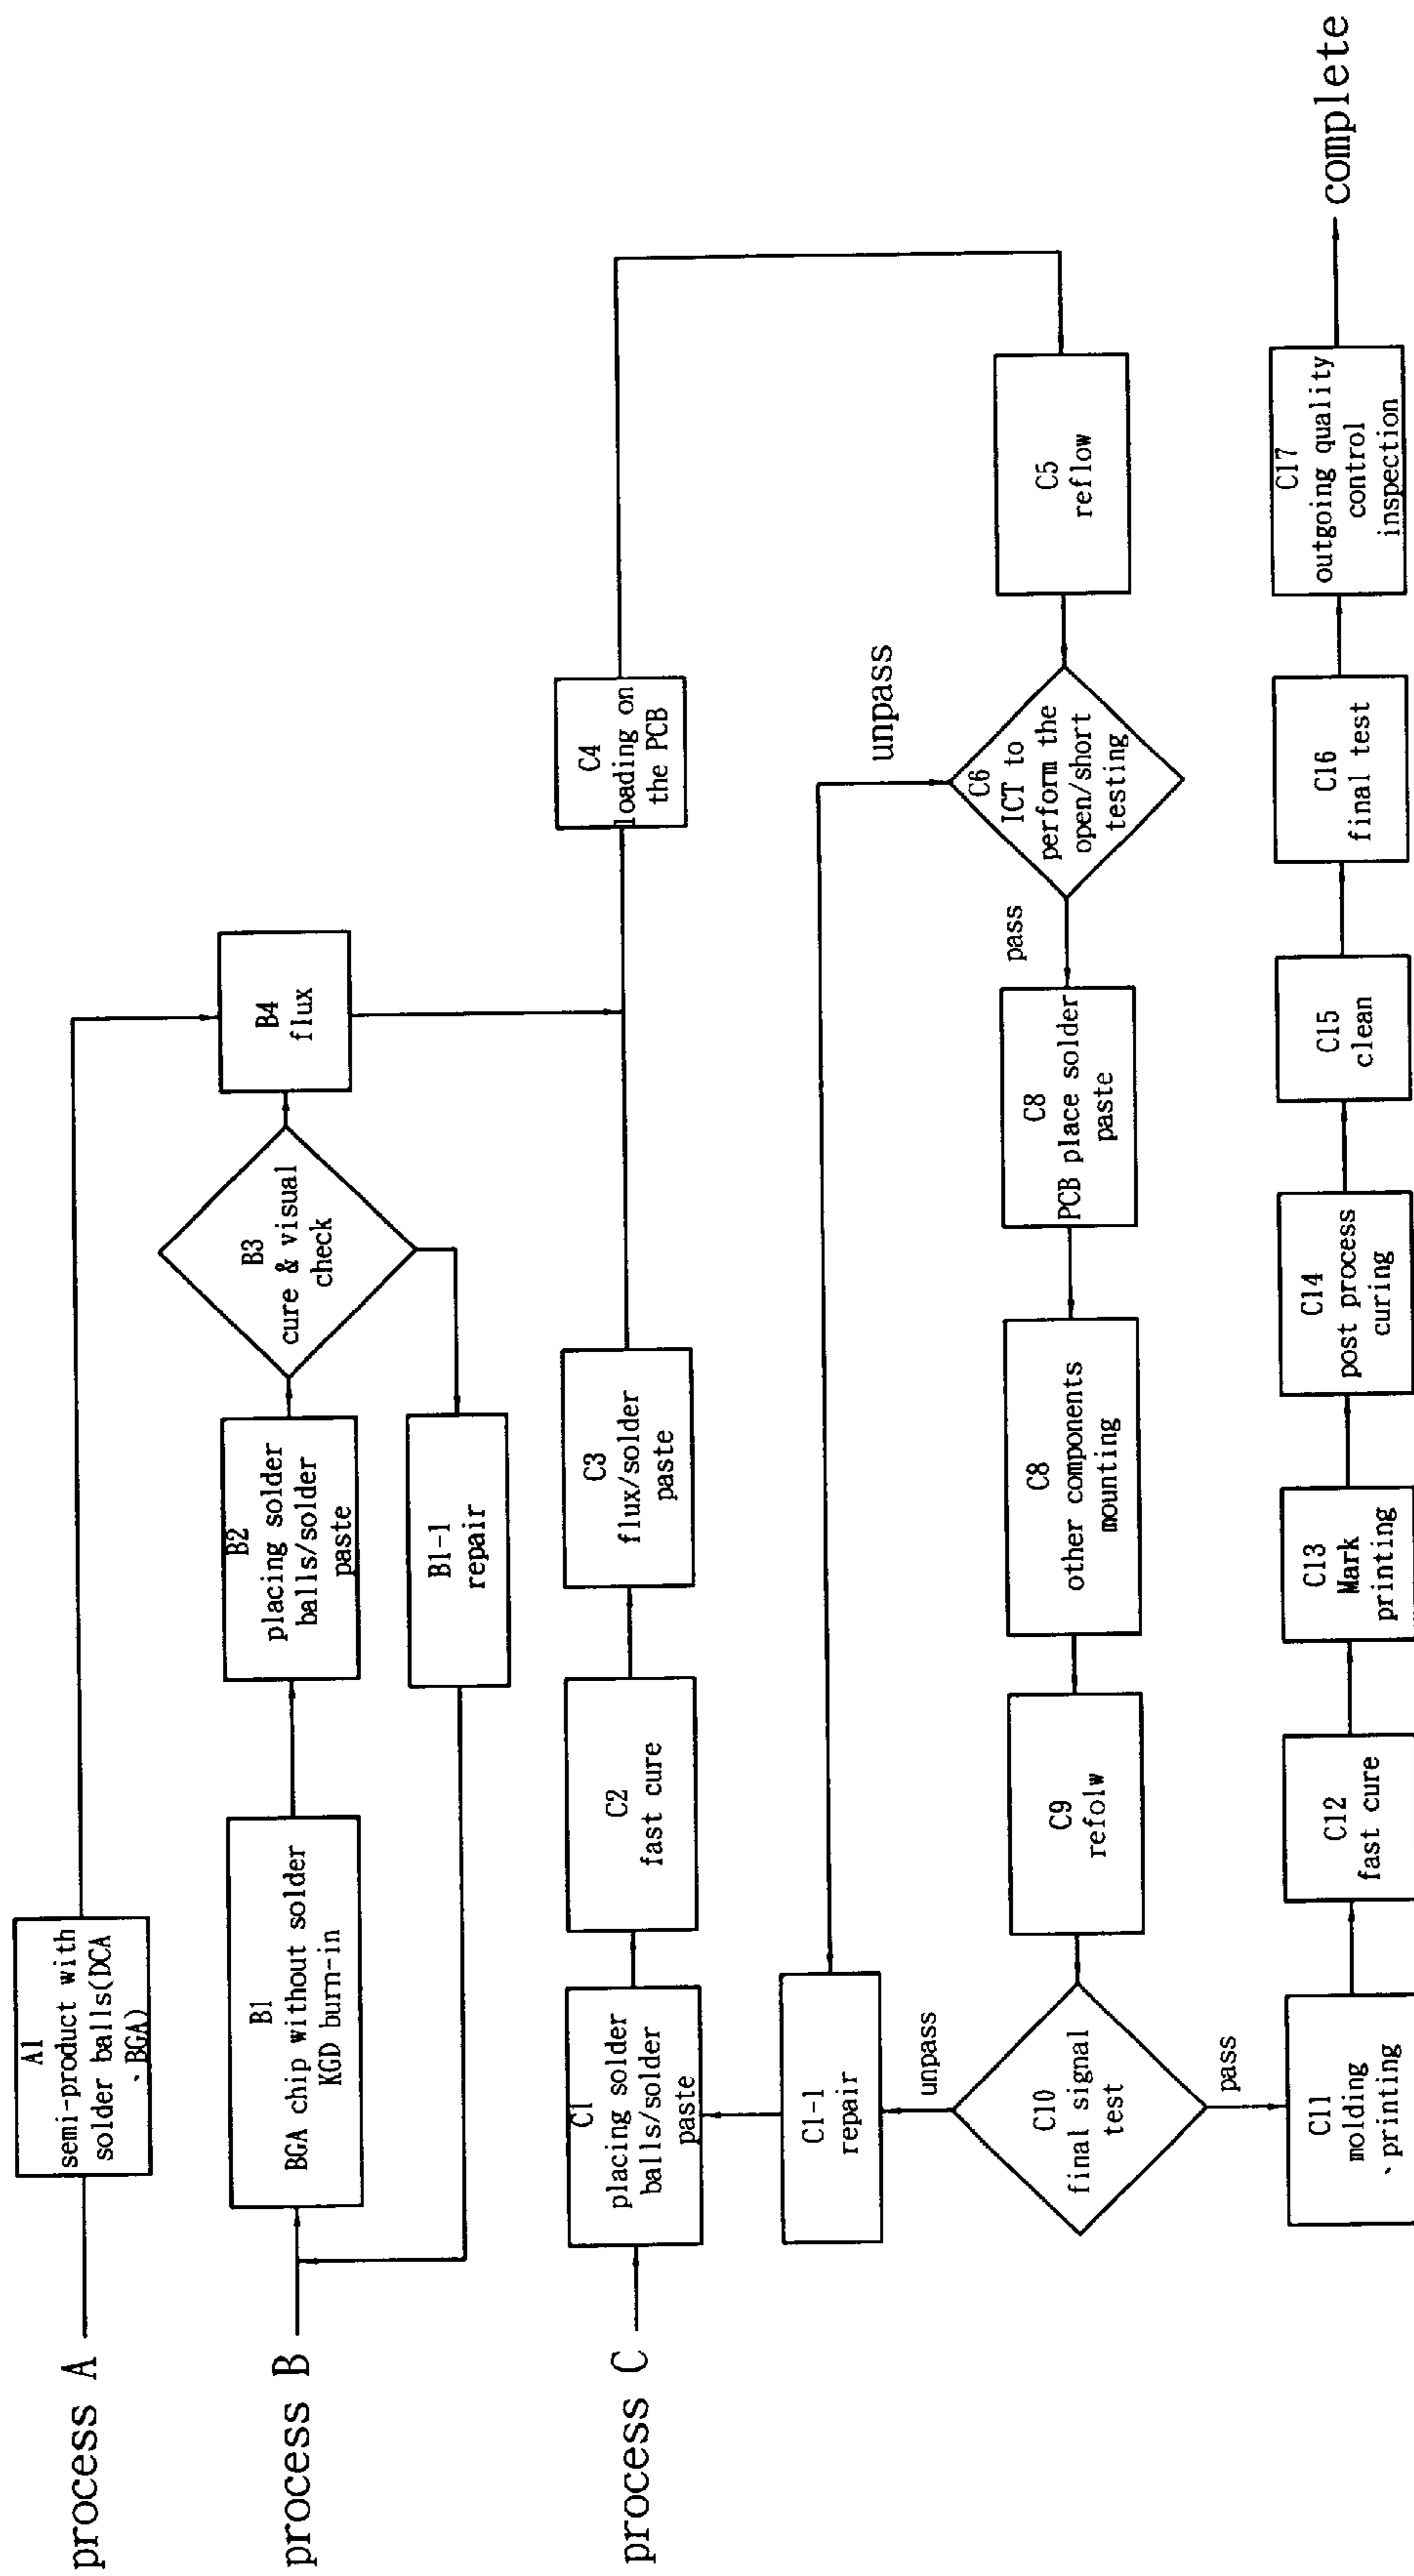 process A
A1
semi-product with
solder balls(DCA
、BGA)
process B
B1
BGA chip without solder
KGD burn-in
B2
placing solder
balls/solder
paste
B3
cure & visual
check
B4
flux
B1-1
repair
process C
C1
placing solder
balls/solder
paste
C2
fast cure
C3
flux/solder
paste
C4
loading on
the PCB
C5
reflow
unpass
C6
ICT to
perform the
open/short
testing
pass
C8
PCB place solder
paste
C8
other components
mounting
C9
refolw
C1-1
repair
unpass
C10
final signal
test
pass
C11
molding
、printing
C12
fast cure
C13
Mark
printing
C14
post process
curing
C15
clean
C16
final test
C17
outgoing quality
control
inspection
complete